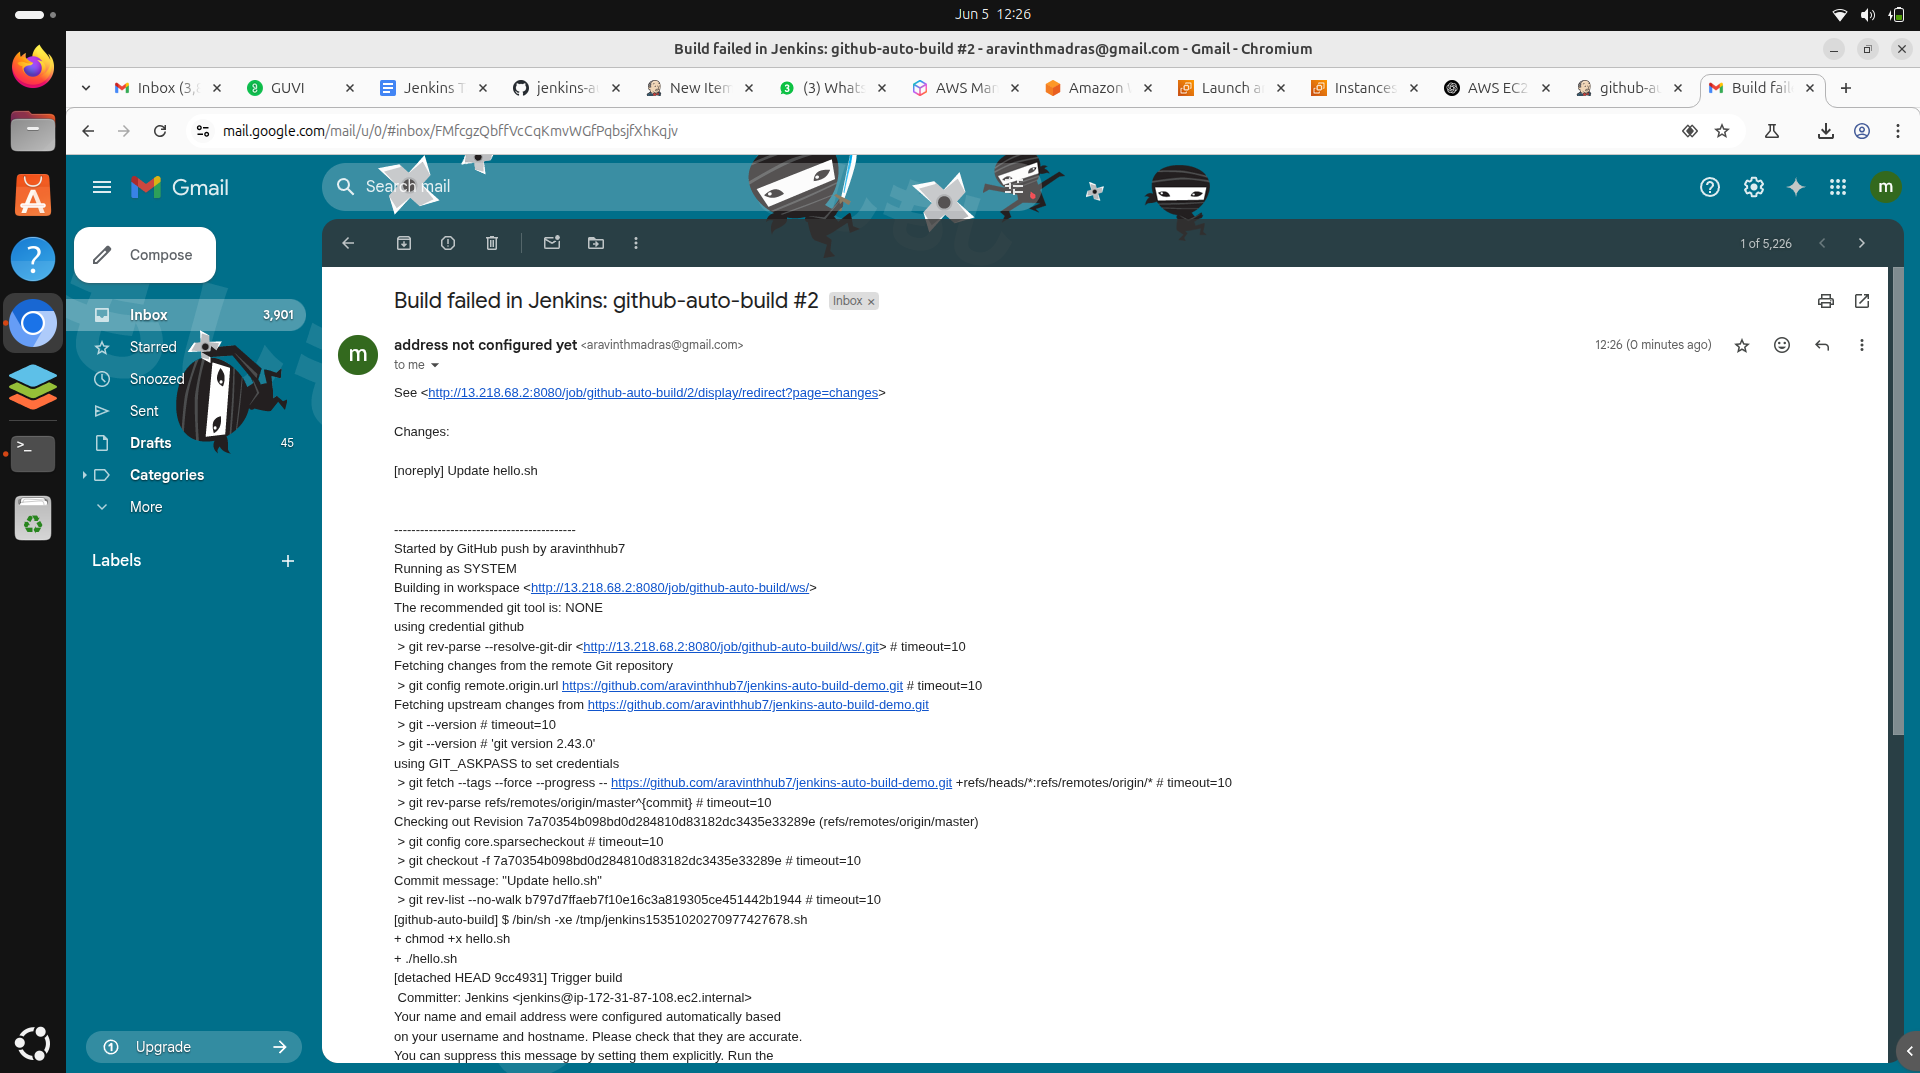 Jun 5 12:26
Build failed in Jenkins: github-auto-build #2 - aravinthmadras@gmail.com - Gmail - Chromium
Inbox (3,8
GUVI
Jenkins T
jenkins-au
New Item
(3) Whats
AWS Man
Amazon
Launch a
Instances
AWS EC2
github-au
Build fail
mail.google.com/mail/u/0/#inbox/FMfcgzQbffVcCqKmvWGfPqbsjfXhKqjv
Gmail
Search mail
m
Compose
1 of 5,226
Inbox 3,901
Starred
Snoozed
Sent
Drafts 45
Categories
More
Labels
Upgrade
Build failed in Jenkins: github-auto-build #2 Inbox
m
address not configured yet <aravinthmadras@gmail.com>
12:26 (0 minutes ago)
to me
See <http://13.218.68.2:8080/job/github-auto-build/2/display/redirect?page=changes>
Changes:
[noreply] Update hello.sh
------------------------------------------
Started by GitHub push by aravinthhub7
Running as SYSTEM
Building in workspace <http://13.218.68.2:8080/job/github-auto-build/ws/>
The recommended git tool is: NONE
using credential github
> git rev-parse --resolve-git-dir <http://13.218.68.2:8080/job/github-auto-build/ws/.git> # timeout=10
Fetching changes from the remote Git repository
> git config remote.origin.url https://github.com/aravinthhub7/jenkins-auto-build-demo.git # timeout=10
Fetching upstream changes from https://github.com/aravinthhub7/jenkins-auto-build-demo.git
> git --version # timeout=10
> git --version # 'git version 2.43.0'
using GIT_ASKPASS to set credentials
> git fetch --tags --force --progress -- https://github.com/aravinthhub7/jenkins-auto-build-demo.git +refs/heads/*:refs/remotes/origin/* # timeout=10
> git rev-parse refs/remotes/origin/master^{commit} # timeout=10
Checking out Revision 7a70354b098bd0d284810d83182dc3435e33289e (refs/remotes/origin/master)
> git config core.sparsecheckout # timeout=10
> git checkout -f 7a70354b098bd0d284810d83182dc3435e33289e # timeout=10
Commit message: "Update hello.sh"
> git rev-list --no-walk b797d7ffaeb7f10e16c3a819305ce451442b1944 # timeout=10
[github-auto-build] $ /bin/sh -xe /tmp/jenkins15351020270977427678.sh
+ chmod +x hello.sh
+ ./hello.sh
[detached HEAD 9cc4931] Trigger build
Committer: Jenkins <jenkins@ip-172-31-87-108.ec2.internal>
Your name and email address were configured automatically based
on your username and hostname. Please check that they are accurate.
You can suppress this message by setting them explicitly. Run the